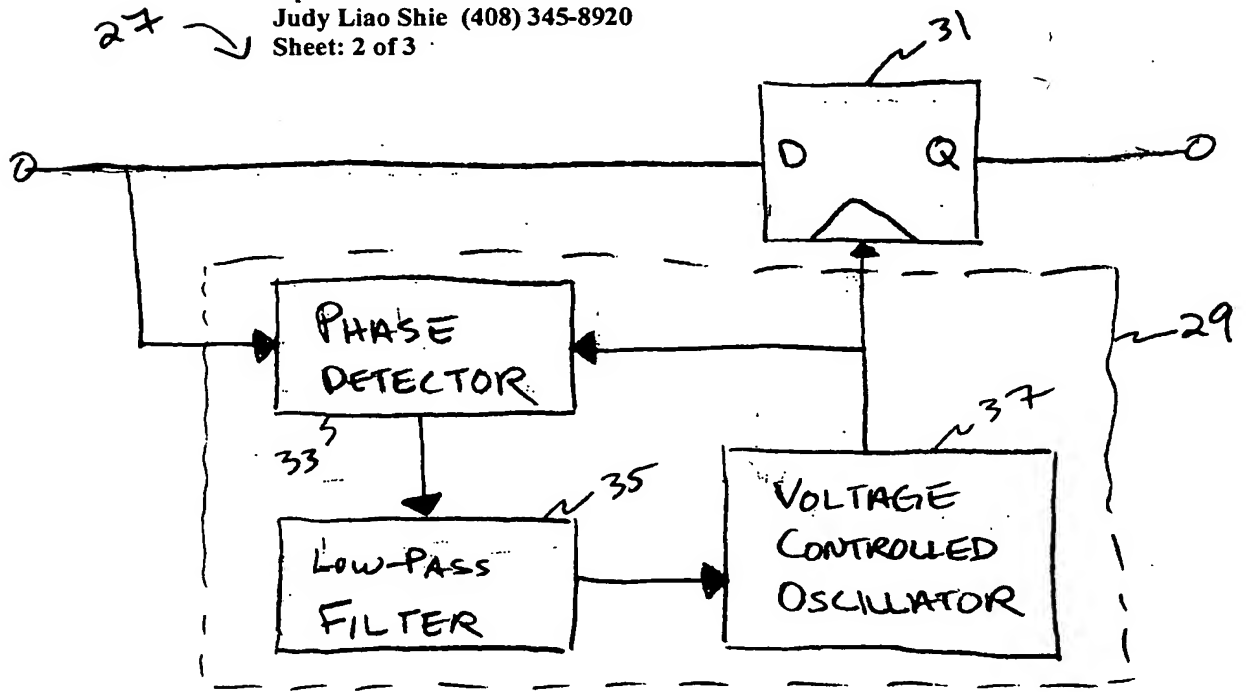 27
Judy Liao Shie (408) 345-8920
Sheet: 2 of 3
31
D Q
29
PHASE
DETECTOR
33
37
35
VOLTAGE
CONTROLLED
OSCILLATOR
LOW-PASS
FILTER